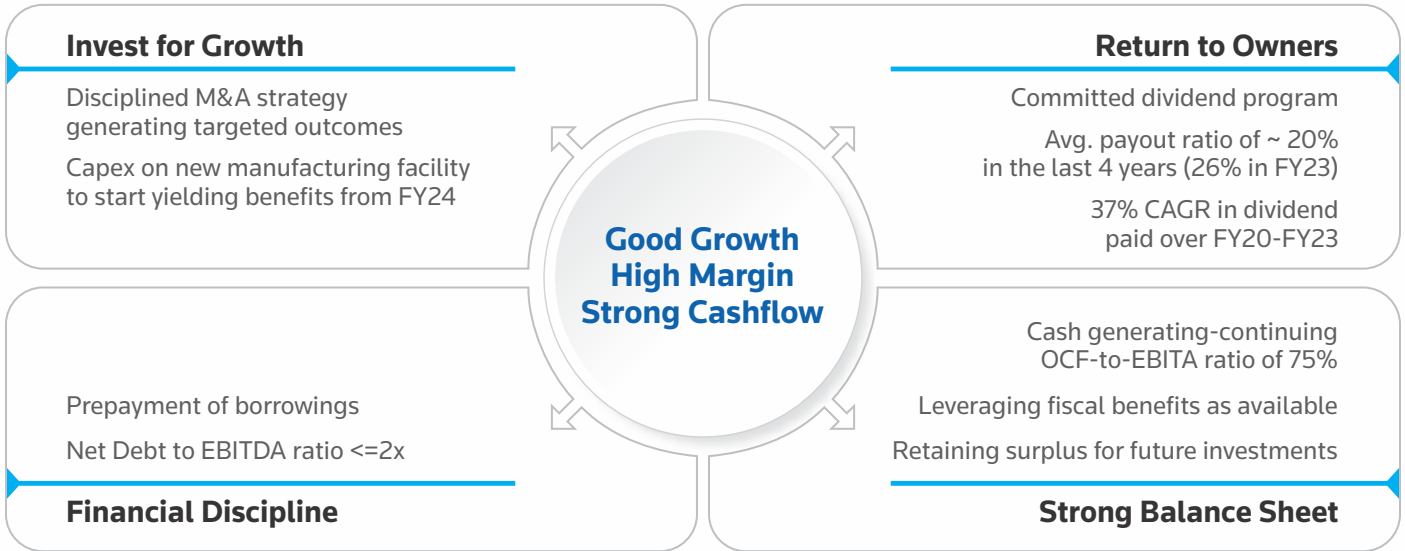 Invest for Growth
Disciplined M&A strategy
generating targeted outcomes
Capex on new manufacturing facility
to start yielding benefits from FY24
Return to Owners
Committed dividend program
Avg. payout ratio of ~ 20%
in the last 4 years (26% in FY23)
37% CAGR in dividend
paid over FY20-FY23
Good Growth
High Margin
Strong Cashflow
Prepayment of borrowings
Net Debt to EBITDA ratio <=2x
Financial Discipline
Cash generating-continuing
OCF-to-EBITA ratio of 75%
Leveraging fiscal benefits as available
Retaining surplus for future investments
Strong Balance Sheet